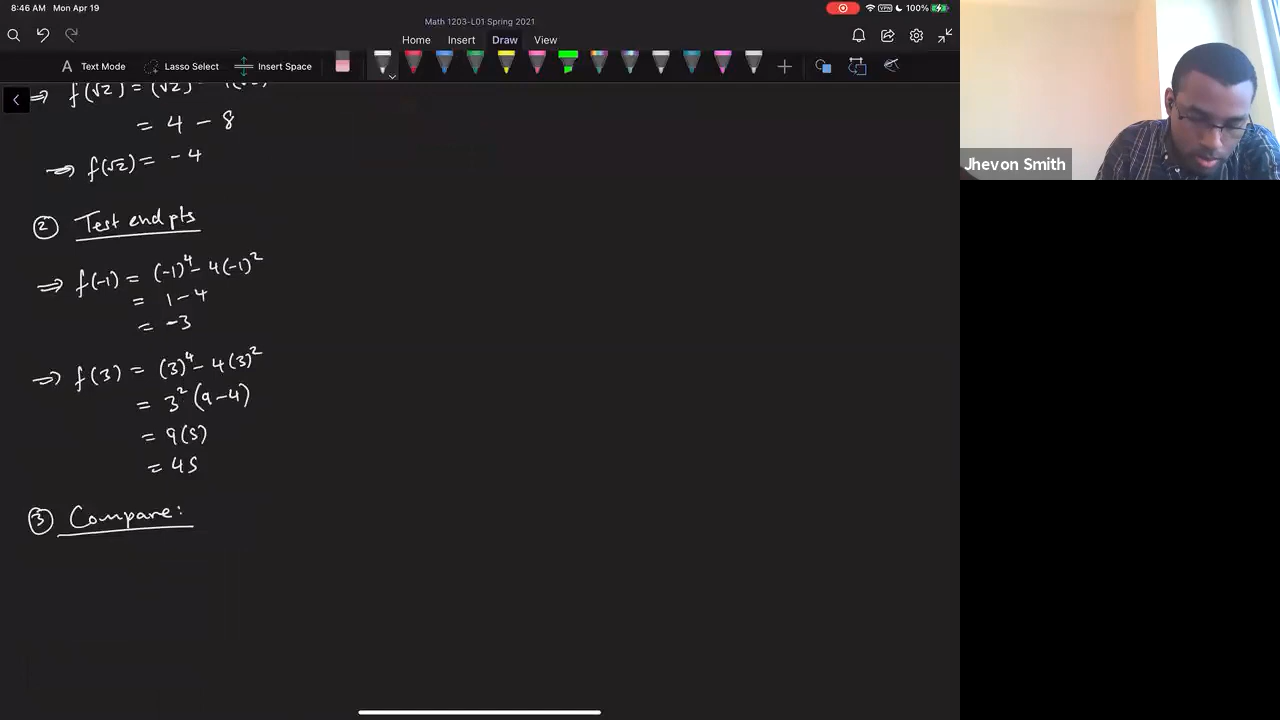 8:46 AM Mon Apr 19
100%
Math 1203-L01 Spring 2021
Home Insert Draw View
Text Mode Lasso Select Insert Space
⇒ f(√2) = (√2)
= 4 - 8
⇒ f(√2) = -4
② Test end pts
⇒ f(-1) = (-1)⁴ - 4(-1)²
= 1 - 4
= -3
⇒ f(3) = (3)⁴ - 4(3)²
= 3² (9-4)
= 9(5)
= 45
③ Compare:
Jhevon Smith